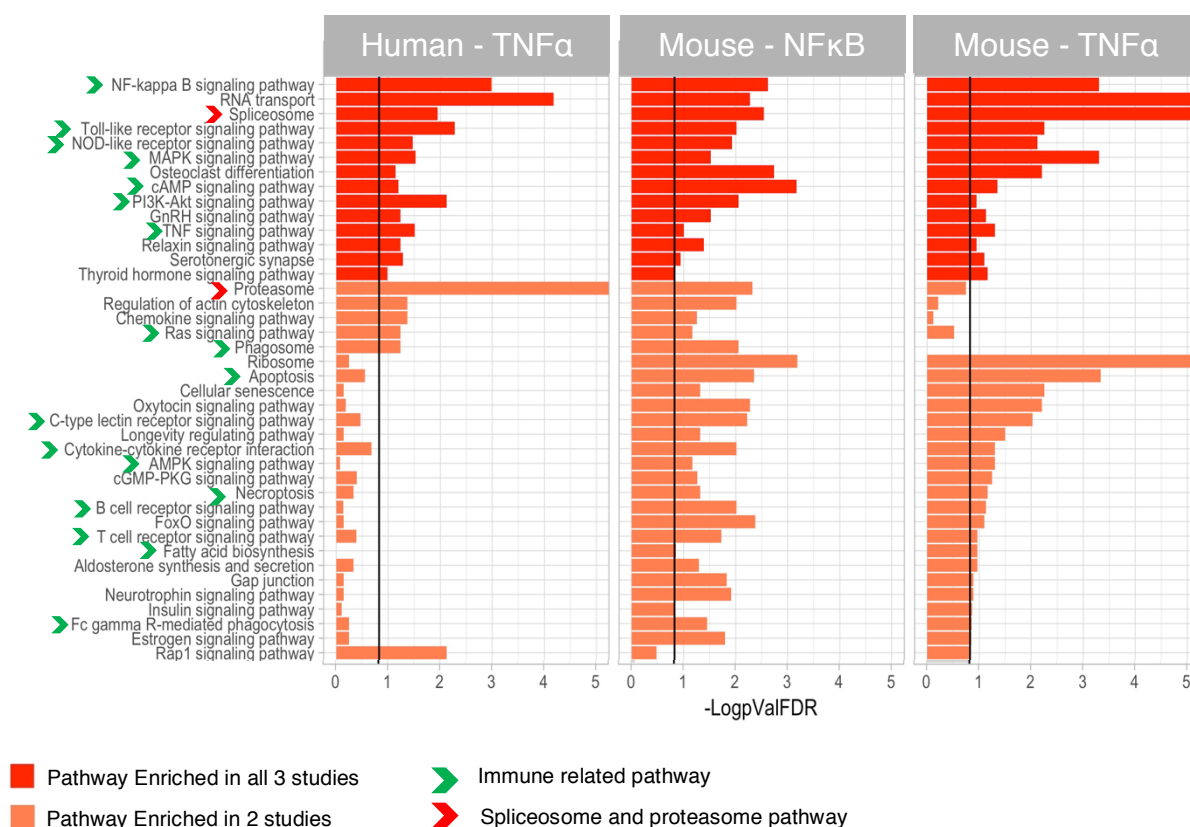 Human - TNFα
Mouse - NFκB
Mouse - TNFα
NF-kappa B signaling pathway
RNA transport
Spliceosome
Toll-like receptor signaling pathway
NOD-like receptor signaling pathway
MAPK signaling pathway
Osteoclast differentiation
cAMP signaling pathway
PI3K-Akt signaling pathway
GnRH signaling pathway
TNF signaling pathway
Relaxin signaling pathway
Serotonergic synapse
Thyroid hormone signaling pathway
Proteasome
Regulation of actin cytoskeleton
Chemokine signaling pathway
Ras signaling pathway
Phagosome
Ribosome
Apoptosis
Cellular senescence
Oxytocin signaling pathway
C-type lectin receptor signaling pathway
Longevity regulating pathway
Cytokine-cytokine receptor interaction
AMPK signaling pathway
cGMP-PKG signaling pathway
Necroptosis
B cell receptor signaling pathway
FoxO signaling pathway
T cell receptor signaling pathway
Fatty acid biosynthesis
Aldosterone synthesis and secretion
Gap junction
Neurotrophin signaling pathway
Insulin signaling pathway
Fc gamma R-mediated phagocytosis
Estrogen signaling pathway
Rap1 signaling pathway
0 1 2 3 4 5
0 1 2 3 4 5
0 1 2 3 4 5
-LogpValFDR
Pathway Enriched in all 3 studies
Immune related pathway
Pathway Enriched in 2 studies
Spliceosome and proteasome pathway